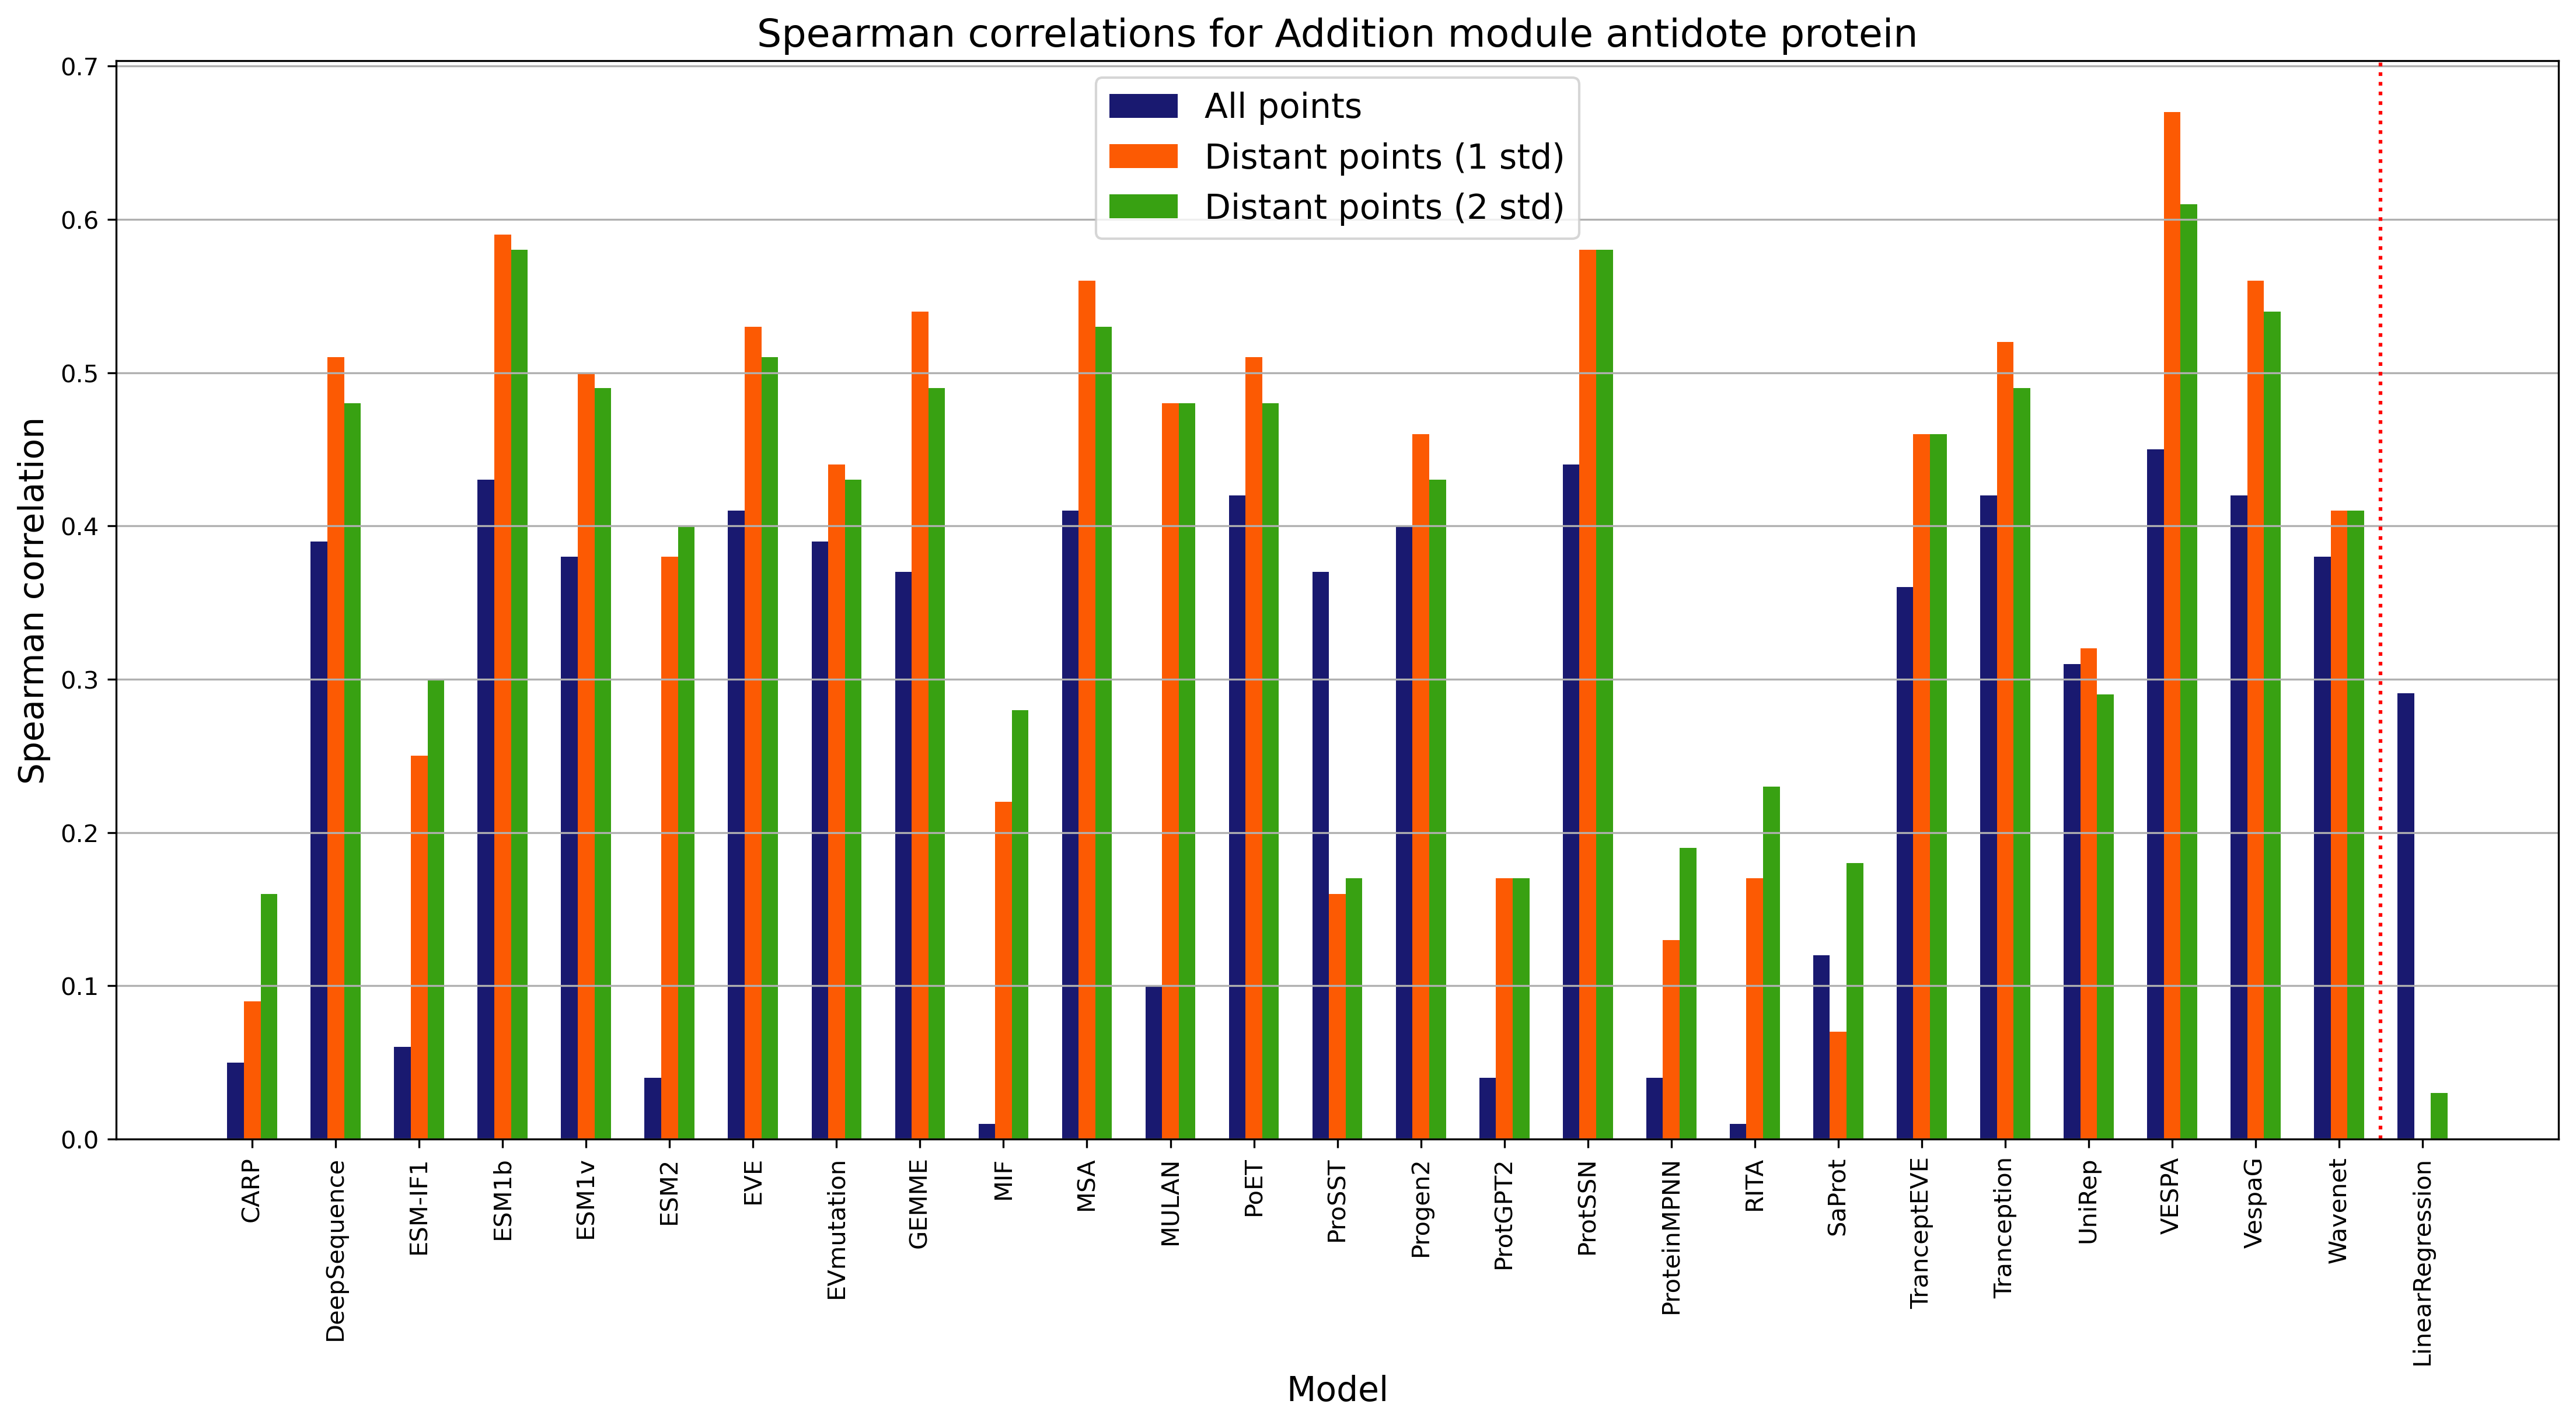 Spearman correlations for Addition module antidote protein
All points
Distant points (1 std)
Distant points (2 std)
Spearman correlation
0.7
0.6
0.5
0.4
0.3
0.2
0.1
0.0
CARP
DeepSequence
ESM-IF1
ESM1b
ESM1v
ESM2
EVE
EVmutation
GEMME
MIF
MSA
MULAN
PoET
ProSST
Progen2
ProtGPT2
ProtSSN
ProteinMPNN
RITA
SaProt
TranceptEVE
Tranception
UniRep
VESPA
VespaG
Wavenet
LinearRegression
Model